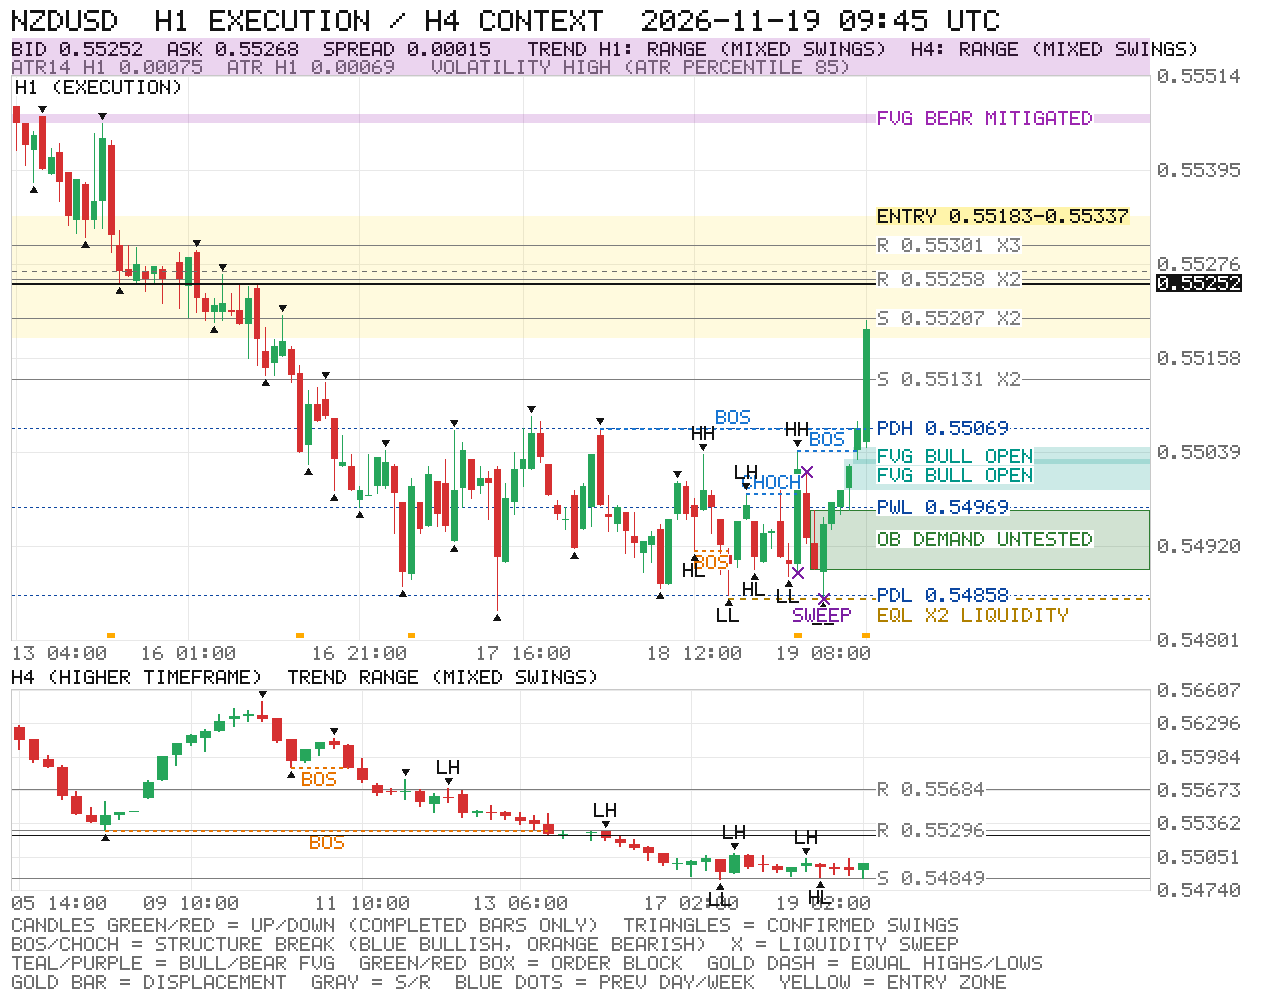 NZDUSD H1 EXECUTION / H4 CONTEXT 2026-11-19 09:45 UTC
BID 0.55252 ASK 0.55268 SPREAD 0.00015 TREND H1: RANGE (MIXED SWINGS) H4: RANGE (MIXED SWINGS)
ATR14 H1 0.00075 ATR H1 0.00069 VOLATILITY HIGH (ATR PERCENTILE 85)
0.55514
H1 (EXECUTION)
FVG BEAR MITIGATED
0.55395
ENTRY 0.55183-0.55337
R 0.55301 X3
0.55276
R 0.55258 X2
0.55252
S 0.55207 X2
0.55158
S 0.55131 X2
BOS
PDH 0.55069
HH
HH
BOS
0.55039
FVG BULL OPEN
LH
FVG BULL OPEN
CHOCH
PWL 0.54969
OB DEMAND UNTESTED
0.54920
BOS
HL
HL
LL
PDL 0.54858
LL
SWEEP
EQL X2 LIQUIDITY
0.54801
13 04:00 16 01:00 16 21:00 17 16:00 18 12:00 19 08:00
H4 (HIGHER TIMEFRAME) TREND RANGE (MIXED SWINGS)
0.56607
0.56296
0.55984
LH
BOS
R 0.55684
0.55673
LH
0.55362
R 0.55296
LH
LH
BOS
0.55051
S 0.54849
0.54740
LL
HL
05 14:00 09 10:00 11 10:00 13 06:00 17 02:00 19 02:00
CANDLES GREEN/RED = UP/DOWN (COMPLETED BARS ONLY) TRIANGLES = CONFIRMED SWINGS
BOS/CHOCH = STRUCTURE BREAK (BLUE BULLISH, ORANGE BEARISH) X = LIQUIDITY SWEEP
TEAL/PURPLE = BULL/BEAR FVG GREEN/RED BOX = ORDER BLOCK GOLD DASH = EQUAL HIGHS/LOWS
GOLD BAR = DISPLACEMENT GRAY = S/R BLUE DOTS = PREV DAY/WEEK YELLOW = ENTRY ZONE